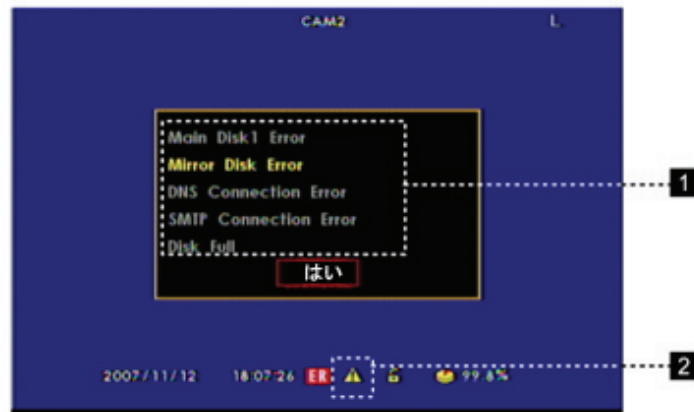 CAM2 L.
Main Disk1 Error
Mirror Disk Error
DNS Connection Error
SMTP Connection Error
Disk Full
はい
1
2007/11/12 18:07:26 ER 99.8%
2